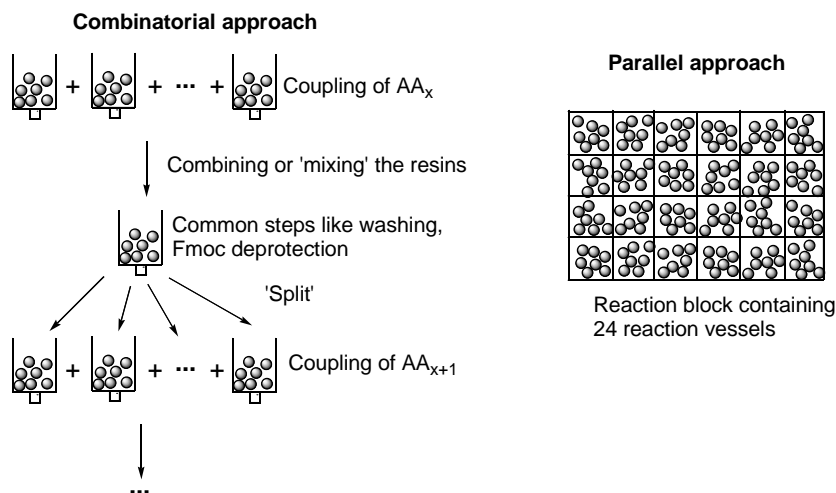 Combinatorial approach
+ + ··· + Coupling of AAx
Combining or 'mixing' the resins
Common steps like washing,
Fmoc deprotection
'Split'
+ + ··· + Coupling of AAx+1
···
Parallel approach
Reaction block containing
24 reaction vessels